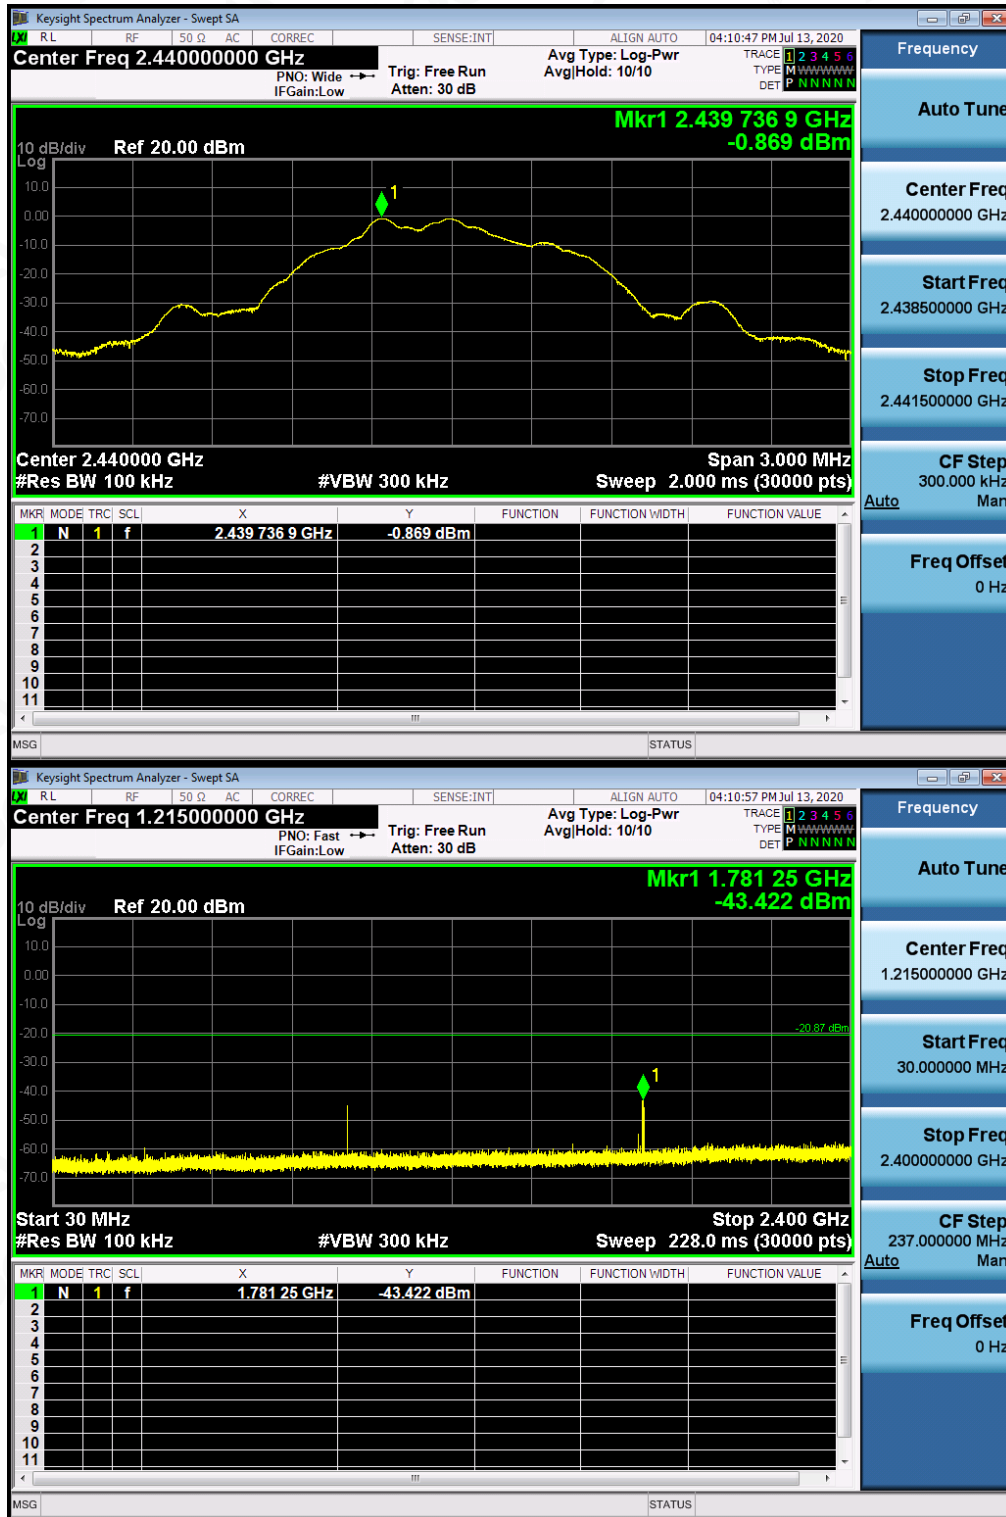 Keysight Spectrum Analyzer - Swept SA
LXI RL RF 50 Ω AC CORREC SENSE:INT ALIGN AUTO 04:10:47 PM Jul 13, 2020
Center Freq 2.440000000 GHz
PNO: Wide
IFGain:Low
Trig: Free Run
Atten: 30 dB
Avg Type: Log-Pwr
Avg|Hold: 10/10
TRACE 1 2 3 4 5 6
TYPE M WWWWW
DET P N N N N N
Frequency
Mkr1 2.439 736 9 GHz
-0.869 dBm
10 dB/div Ref 20.00 dBm
Log
10.0
0.00
-10.0
-20.0
-30.0
-40.0
-50.0
-60.0
-70.0
1
Center 2.440000 GHz Span 3.000 MHz
#Res BW 100 kHz #VBW 300 kHz Sweep 2.000 ms (30000 pts)
Auto Tune
Center Freq
2.440000000 GHz
Start Freq
2.438500000 GHz
Stop Freq
2.441500000 GHz
CF Step
300.000 kHz
Auto Man
Freq Offset
0 Hz
MKR MODE TRC SCL X Y FUNCTION FUNCTION WIDTH FUNCTION VALUE
1 N 1 f 2.439 736 9 GHz -0.869 dBm
2
3
4
5
6
7
8
9
10
11
MSG STATUS
Keysight Spectrum Analyzer - Swept SA
LXI RL RF 50 Ω AC CORREC SENSE:INT ALIGN AUTO 04:10:57 PM Jul 13, 2020
Center Freq 1.215000000 GHz
PNO: Fast
IFGain:Low
Trig: Free Run
Atten: 30 dB
Avg Type: Log-Pwr
Avg|Hold: 10/10
TRACE 1 2 3 4 5 6
TYPE M WWWWW
DET P N N N N N
Frequency
Mkr1 1.781 25 GHz
-43.422 dBm
10 dB/div Ref 20.00 dBm
Log
10.0
0.00
-10.0
-20.0
-30.0
-40.0
-50.0
-60.0
-70.0
-20.87 dBm
1
Start 30 MHz Stop 2.400 GHz
#Res BW 100 kHz #VBW 300 kHz Sweep 228.0 ms (30000 pts)
Auto Tune
Center Freq
1.215000000 GHz
Start Freq
30.000000 MHz
Stop Freq
2.400000000 GHz
CF Step
237.000000 MHz
Auto Man
Freq Offset
0 Hz
MKR MODE TRC SCL X Y FUNCTION FUNCTION WIDTH FUNCTION VALUE
1 N 1 f 1.781 25 GHz -43.422 dBm
2
3
4
5
6
7
8
9
10
11
MSG STATUS